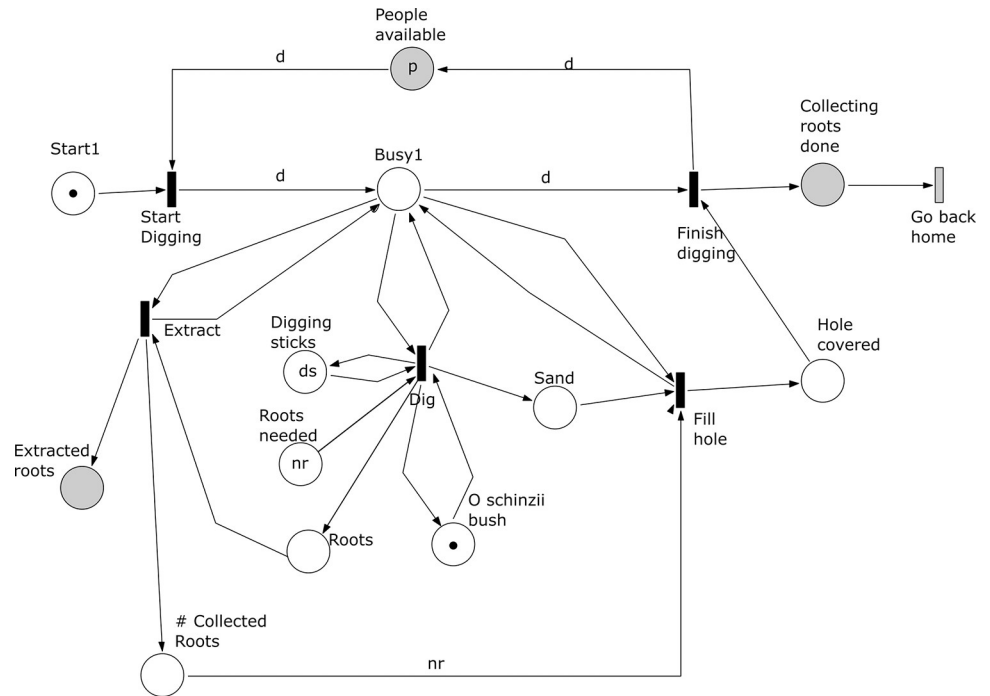 People
available
d
p
d
Collecting
roots
done
Start1
Busy1
d
d
Start
Digging
Finish
digging
Go back
home
Extract
Digging
sticks
ds
Hole
covered
Dig
Sand
Roots
needed
nr
Fill
hole
Extracted
roots
O schinzii
bush
Roots
# Collected
Roots
nr